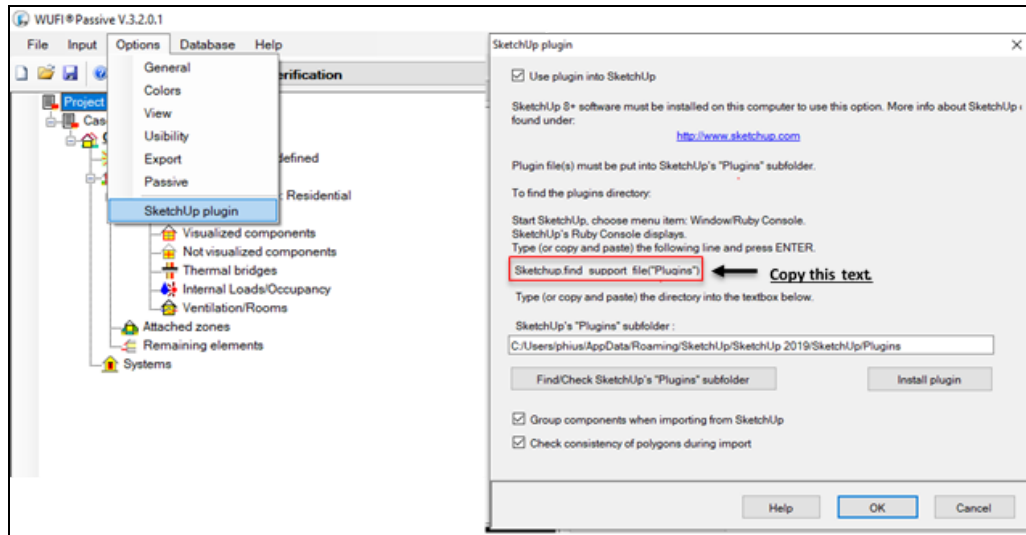 WUFI®Passive V.3.2.0.1
File Input Options Database Help
General
Colors
View
Usibility
Export
Passive
SketchUp plugin
erification
Project
Cas
S
defined
: Residential
Visualized components
Not visualized components
Thermal bridges
Internal Loads/Occupancy
Ventilation/Rooms
Attached zones
Remaining elements
Systems
SketchUp plugin
Use plugin into SketchUp
SketchUp 8+ software must be installed on this computer to use this option. More info about SketchUp
found under:
http://www.sketchup.com
Plugin file(s) must be put into SketchUp's "Plugins" subfolder.
To find the plugins directory:
Start SketchUp, choose menu item: Window/Ruby Console.
SketchUp's Ruby Console displays.
Type (or copy and paste) the following line and press ENTER.
Sketchup.find_support_file("Plugins")
Copy this text.
Type (or copy and paste) the directory into the textbox below.
SketchUp's "Plugins" subfolder :
C:/Users/phius/AppData/Roaming/SketchUp/SketchUp 2019/SketchUp/Plugins
Find/Check SketchUp's "Plugins" subfolder
Install plugin
Group components when importing from SketchUp
Check consistency of polygons during import
Help OK Cancel